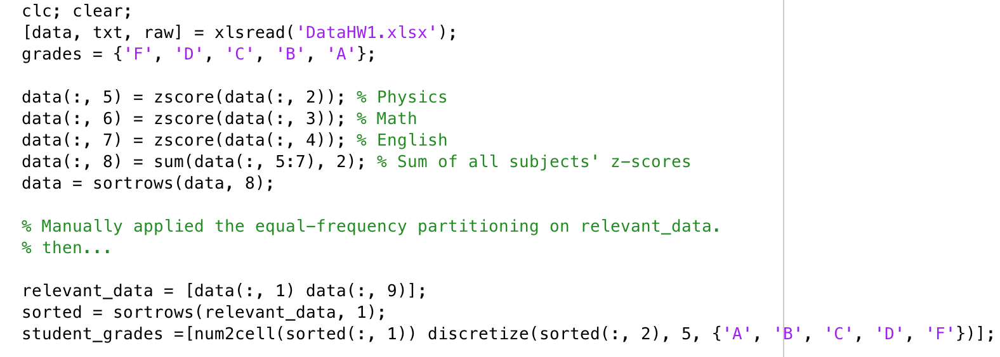 clc; clear;
[data, txt, raw] = xlsread('DataHW1.xlsx');
grades = {'F', 'D', 'C', 'B', 'A'};
data(:, 5) = zscore(data(:, 2)); % Physics
data(:, 6) = zscore(data(:, 3)); % Math
data(:, 7) = zscore(data(:, 4)); % English
data(:, 8) = sum(data(:, 5:7), 2); % Sum of all subjects' z-scores
data = sortrows(data, 8);
% Manually applied the equal-frequency partitioning on relevant_data.
% then...
relevant_data = [data(:, 1) data(:, 9)];
sorted = sortrows(relevant_data, 1);
student_grades =[num2cell(sorted(:, 1)) discretize(sorted(:, 2), 5, {'A', 'B', 'C', 'D', 'F'})];